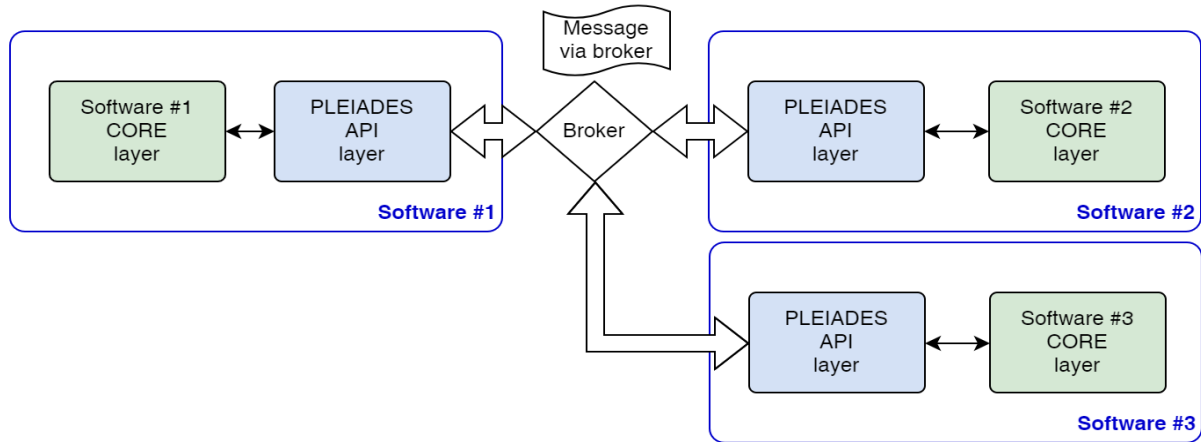 Message
via broker
Software #1
CORE
layer
PLEIADES
API
layer
Broker
PLEIADES
API
layer
Software #2
CORE
layer
Software #1
Software #2
PLEIADES
API
layer
Software #3
CORE
layer
Software #3